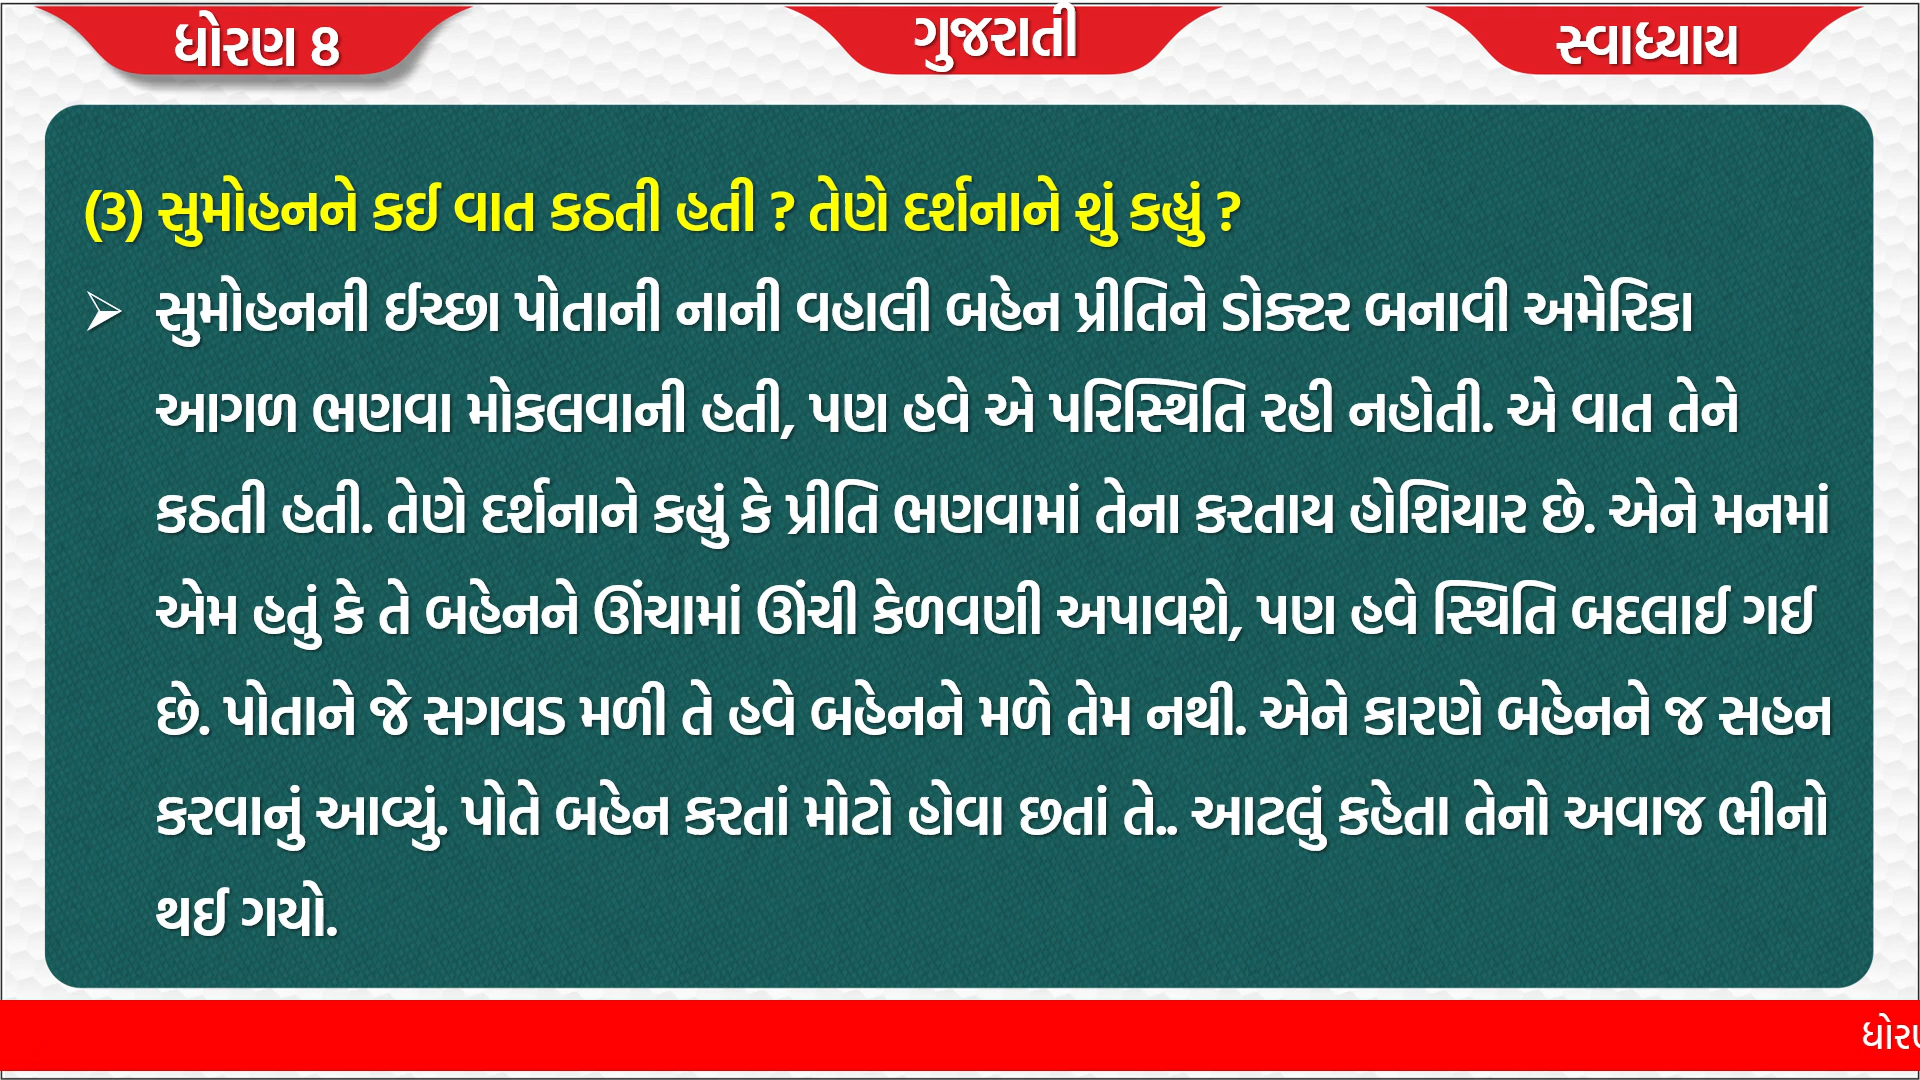 ધોરણ 8
ગુજરાતી
સ્વાધ્યાય
(૩) સુમોહનને કઈ વાત કઠતી હતી ? તેણે દર્શનાને શું કહ્યું ?
➢ સુમોહનની ઈચ્છા પોતાની નાની વહાલી બહેન પ્રીતિને ડોક્ટર બનાવી અમેરિકા
આગળ ભણવા મોકલવાની હતી, પણ હવે એ પરિસ્થિતિ રહી નહોતી. એ વાત તેને
કઠતી હતી. તેણે દર્શનાને કહ્યું કે પ્રીતિ ભણવામાં તેના કરતાય હોશિયાર છે. એને મનમાં
એમ હતું કે તે બહેનને ઊંચામાં ઊંચી કેળવણી અપાવશે, પણ હવે સ્થિતિ બદલાઈ ગઈ
છે. પોતાને જે સગવડ મળી તે હવે બહેનને મળે તેમ નથી. એને કારણે બહેનને જ સહન
કરવાનું આવ્યું. પોતે બહેન કરતાં મોટો હોવા છતાં તે.. આટલું કહેતા તેનો અવાજ ભીનો
થઈ ગયો.